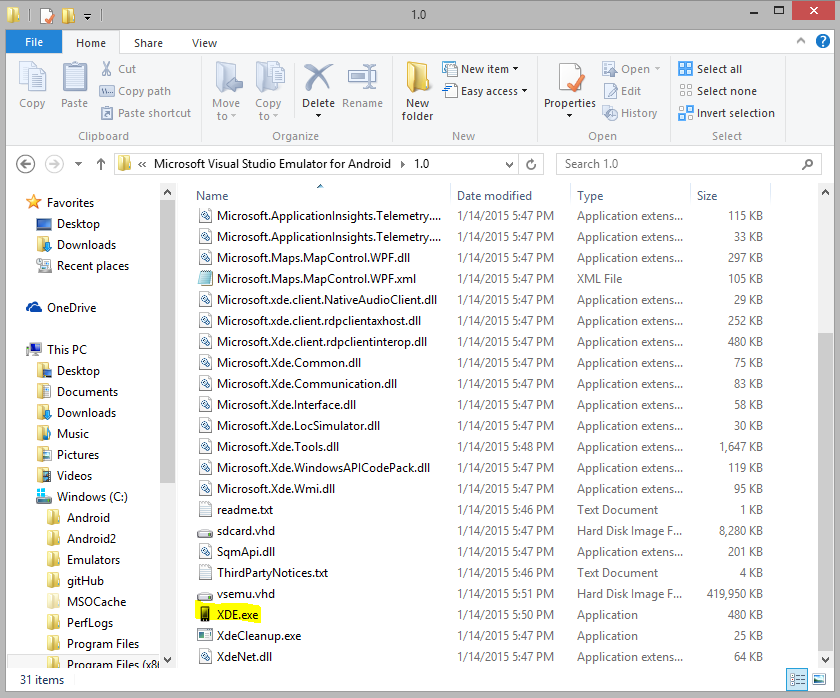 1.0
File Home Share View
Copy
Paste
Cut
Copy path
Paste shortcut
Clipboard
Move to
Copy to
Delete
Rename
Organize
New folder
New item
Easy access
New
Properties
Open
Edit
History
Open
Select all
Select none
Invert selection
Select
« Microsoft Visual Studio Emulator for Android 1.0
Search 1.0
Favorites
Desktop
Downloads
Recent places
OneDrive
This PC
Desktop
Documents
Downloads
Music
Pictures
Videos
Windows (C:)
Android
Android2
Emulators
gitHub
MSOCache
PerfLogs
Program Files
Program Files (x8
Name Date modified Type Size
Microsoft.ApplicationInsights.Telemetry.... 1/14/2015 5:47 PM Application extens... 115 KB
Microsoft.ApplicationInsights.Telemetry.... 1/14/2015 5:47 PM Application extens... 33 KB
Microsoft.Maps.MapControl.WPF.dll 1/14/2015 5:47 PM Application extens... 297 KB
Microsoft.Maps.MapControl.WPF.xml 1/14/2015 5:47 PM XML File 105 KB
Microsoft.xde.client.NativeAudioClient.dll 1/14/2015 5:47 PM Application extens... 29 KB
Microsoft.xde.client.rdpclientaxhost.dll 1/14/2015 5:47 PM Application extens... 252 KB
Microsoft.Xde.client.rdpclientinterop.dll 1/14/2015 5:47 PM Application extens... 480 KB
Microsoft.Xde.Common.dll 1/14/2015 5:47 PM Application extens... 75 KB
Microsoft.Xde.Communication.dll 1/14/2015 5:47 PM Application extens... 83 KB
Microsoft.Xde.Interface.dll 1/14/2015 5:47 PM Application extens... 58 KB
Microsoft.Xde.LocSimulator.dll 1/14/2015 5:47 PM Application extens... 30 KB
Microsoft.Xde.Tools.dll 1/14/2015 5:48 PM Application extens... 1,647 KB
Microsoft.Xde.WindowsAPICodePack.dll 1/14/2015 5:47 PM Application extens... 119 KB
Microsoft.Xde.Wmi.dll 1/14/2015 5:47 PM Application extens... 95 KB
readme.txt 1/14/2015 5:46 PM Text Document 1 KB
sdcard.vhd 1/14/2015 5:47 PM Hard Disk Image F... 8,280 KB
SqmApi.dll 1/14/2015 5:47 PM Application extens... 201 KB
ThirdPartyNotices.txt 1/14/2015 5:46 PM Text Document 4 KB
vsemu.vhd 1/14/2015 5:51 PM Hard Disk Image F... 419,950 KB
XDE.exe 1/14/2015 5:50 PM Application 480 KB
XdeCleanup.exe 1/14/2015 5:47 PM Application 25 KB
XdeNet.dll 1/14/2015 5:47 PM Application extens... 64 KB
31 items